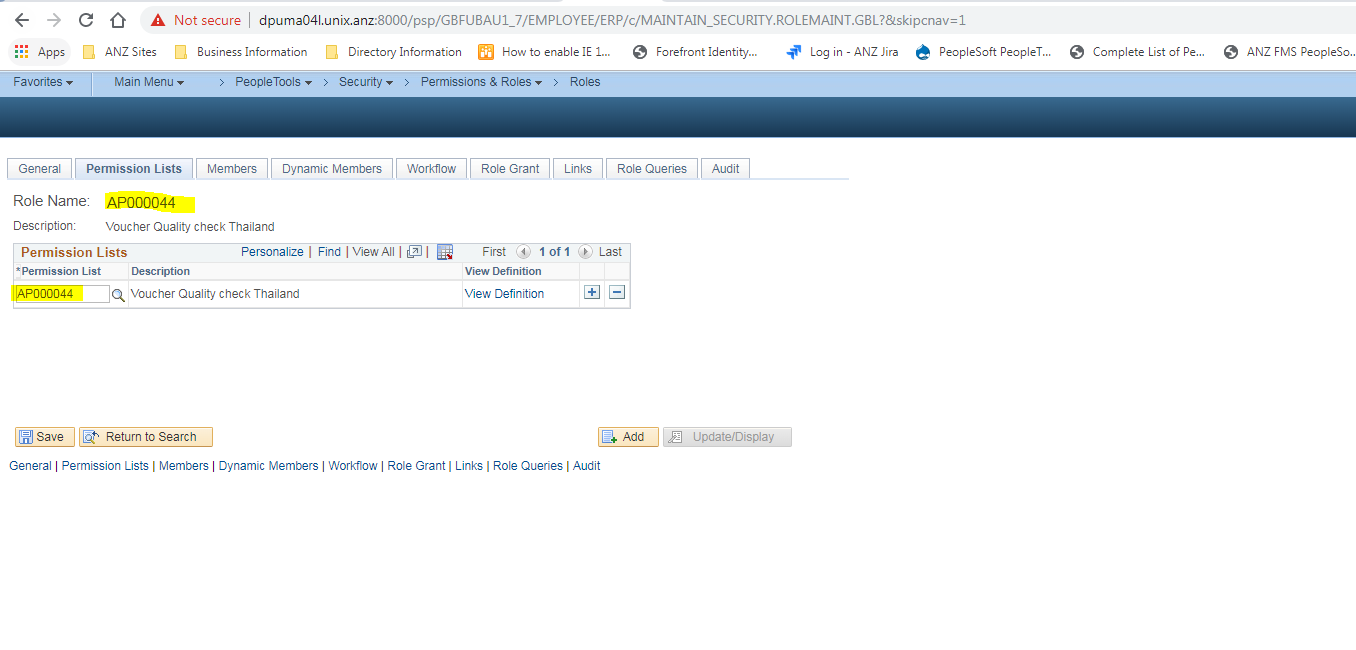 Not secure | dpuma04l.unix.anz:8000/psp/GBFUBAU1_7/EMPLOYEE/ERP/c/MAINTAIN_SECURITY.ROLEMAINT.GBL?&skipcnav=1
Apps ANZ Sites Business Information Directory Information How to enable IE 1... Forefront Identity... Log in - ANZ Jira PeopleSoft PeopleT... Complete List of Pe... ANZ FMS PeopleSo...
Favorites Main Menu > PeopleTools > Security > Permissions & Roles > Roles
General Permission Lists Members Dynamic Members Workflow Role Grant Links Role Queries Audit
Role Name: AP000044
Description: Voucher Quality check Thailand
Permission Lists Personalize | Find | View All | | First 1 of 1 Last
*Permission List Description View Definition
AP000044 Voucher Quality check Thailand View Definition
Save Return to Search Add Update/Display
General | Permission Lists | Members | Dynamic Members | Workflow | Role Grant | Links | Role Queries | Audit